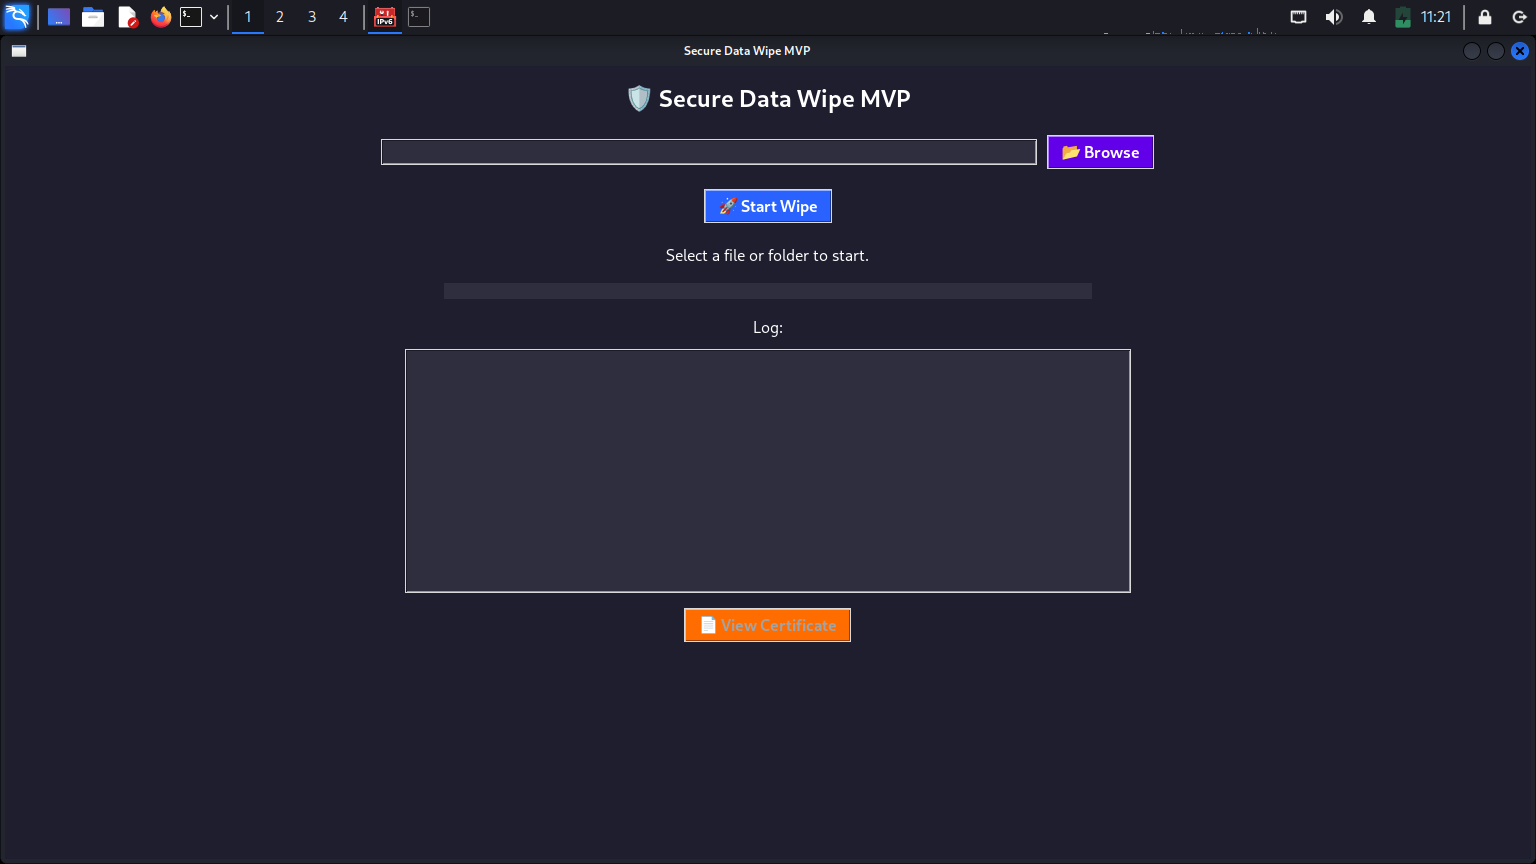 1 2 3 4 IPv6 $_ 11:21
Secure Data Wipe MVP
Secure Data Wipe MVP
Browse
Start Wipe
Select a file or folder to start.
Log:
View Certificate